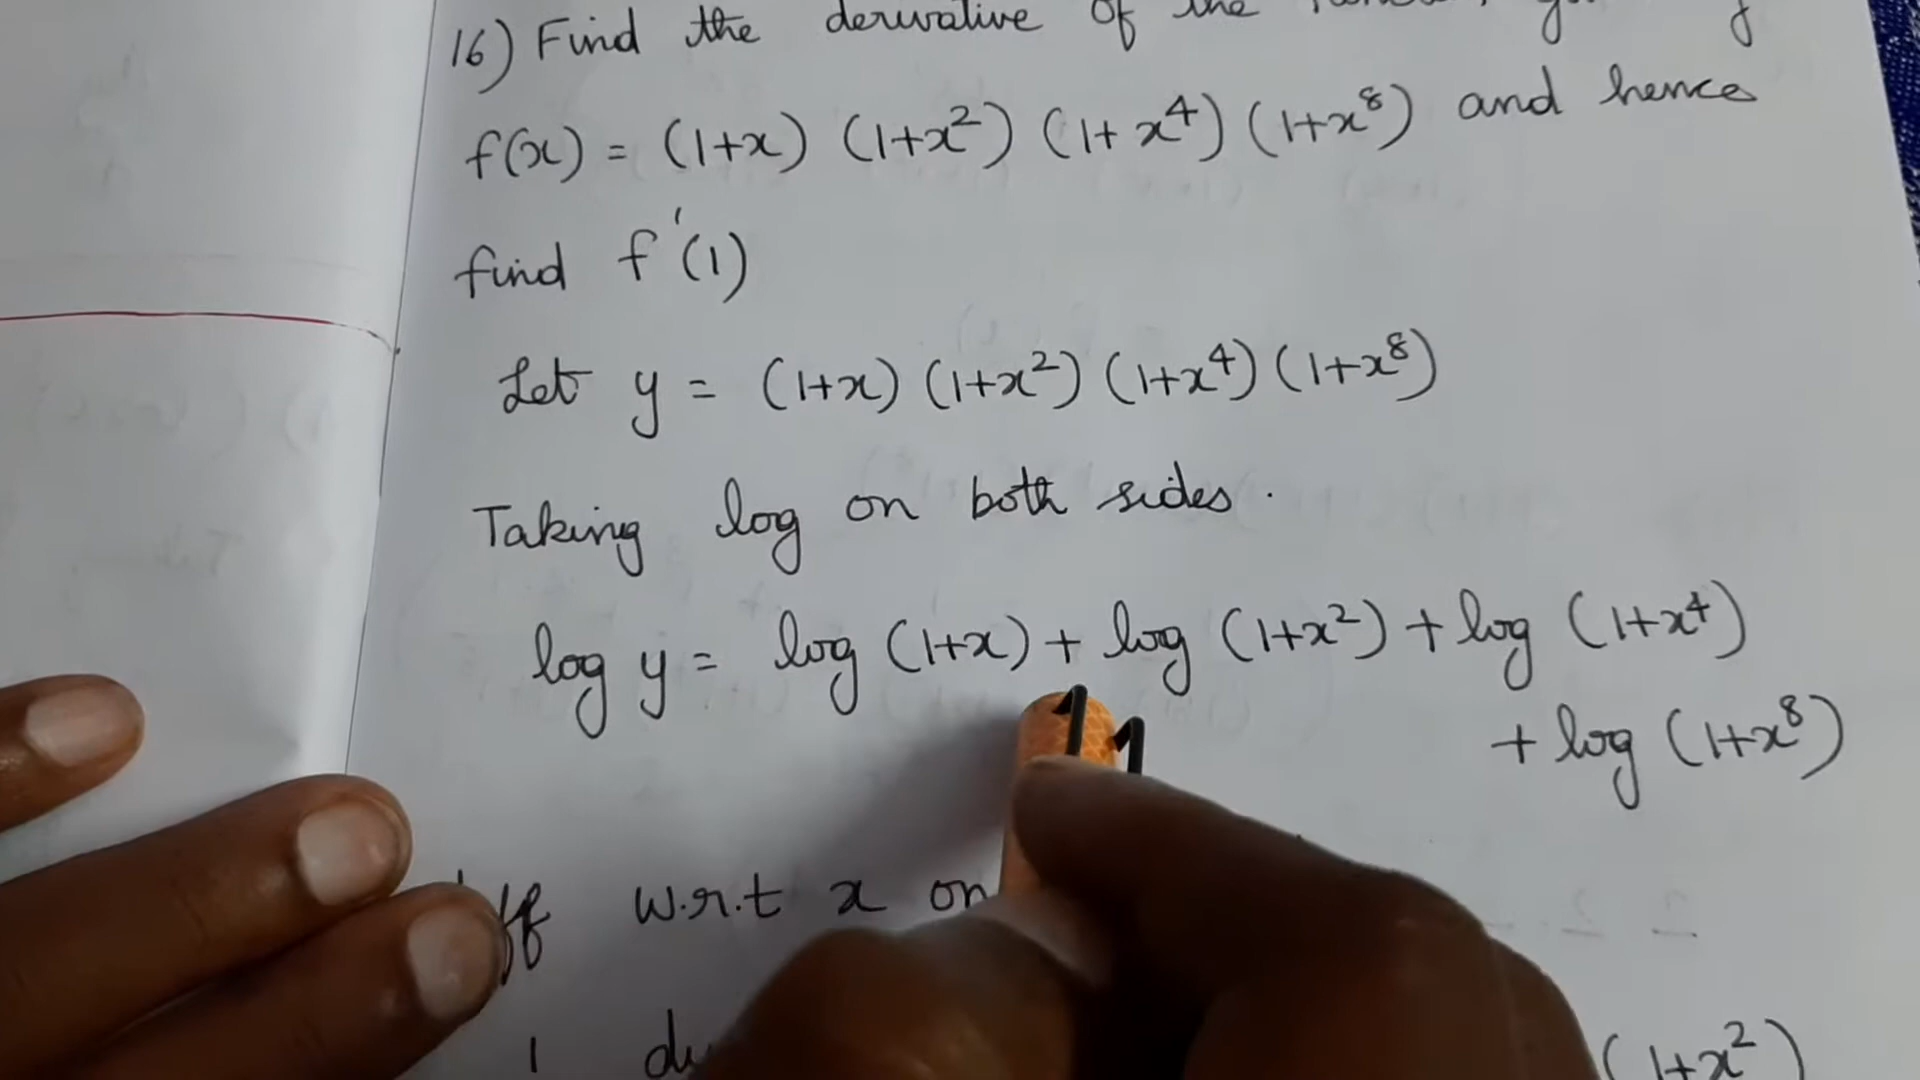 16) Find the derivative of the
f(x) = (1+x) (1+x²) (1+x⁴) (1+x⁸) and hence
find f'(1)
Let y = (1+x) (1+x²) (1+x⁴) (1+x⁸)
Taking log on both sides.
log y = log (1+x) + log (1+x²) + log (1+x⁴)
+ log (1+x⁸)
w.r.t x on
1 (1+x²)